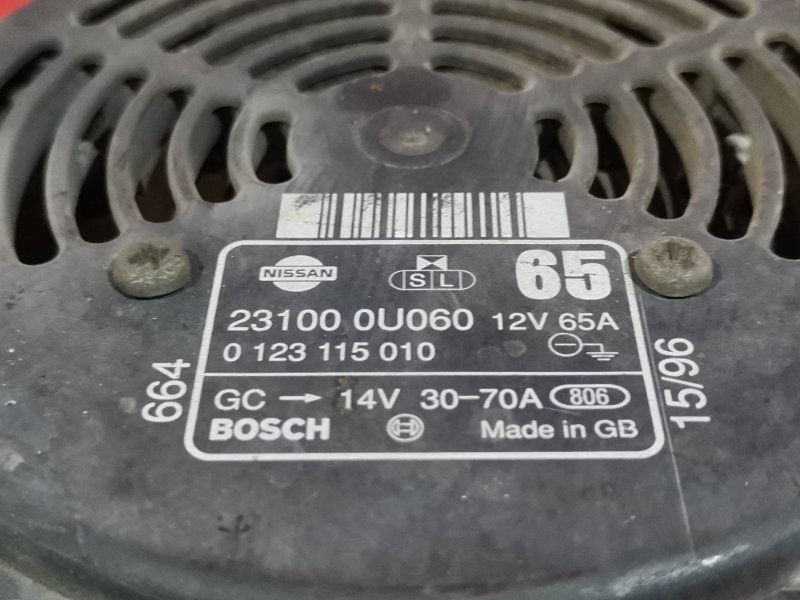 NISSAN SL 65
23100 0U060 12V 65A
0 123 115 010
GC → 14V 30-70A 806
BOSCH Made in GB
664
15/96